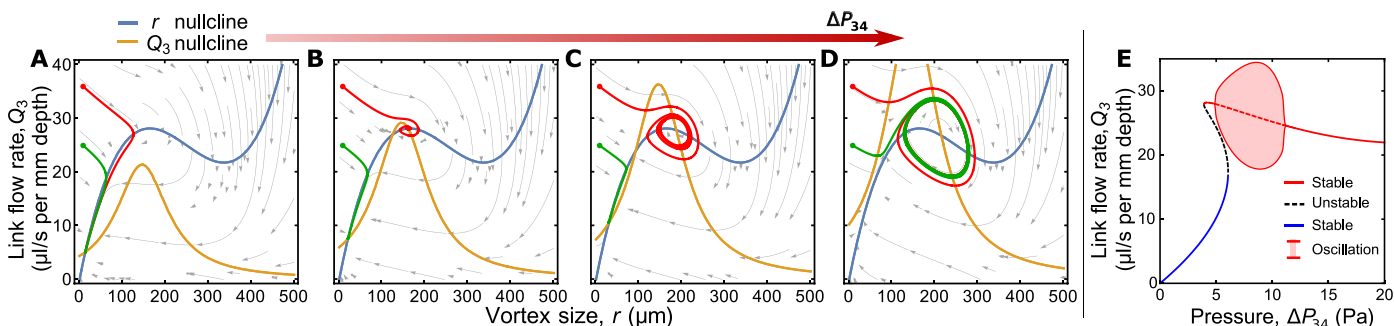 r nullcline
Q₃ nullcline
ΔP₃₄
A
B
C
D
E
Link flow rate, Q₃
(μl/s per mm depth)
40
30
20
10
0
0 100 200 300 400 500
0 100 200 300 400 500
0 100 200 300 400 500
0 100 200 300 400 500
Vortex size, r (μm)
Link flow rate, Q₃
(μl/s per mm depth)
30
20
10
0
Stable
Unstable
Stable
Oscillation
0 5 10 15 20
Pressure, ΔP₃₄ (Pa)